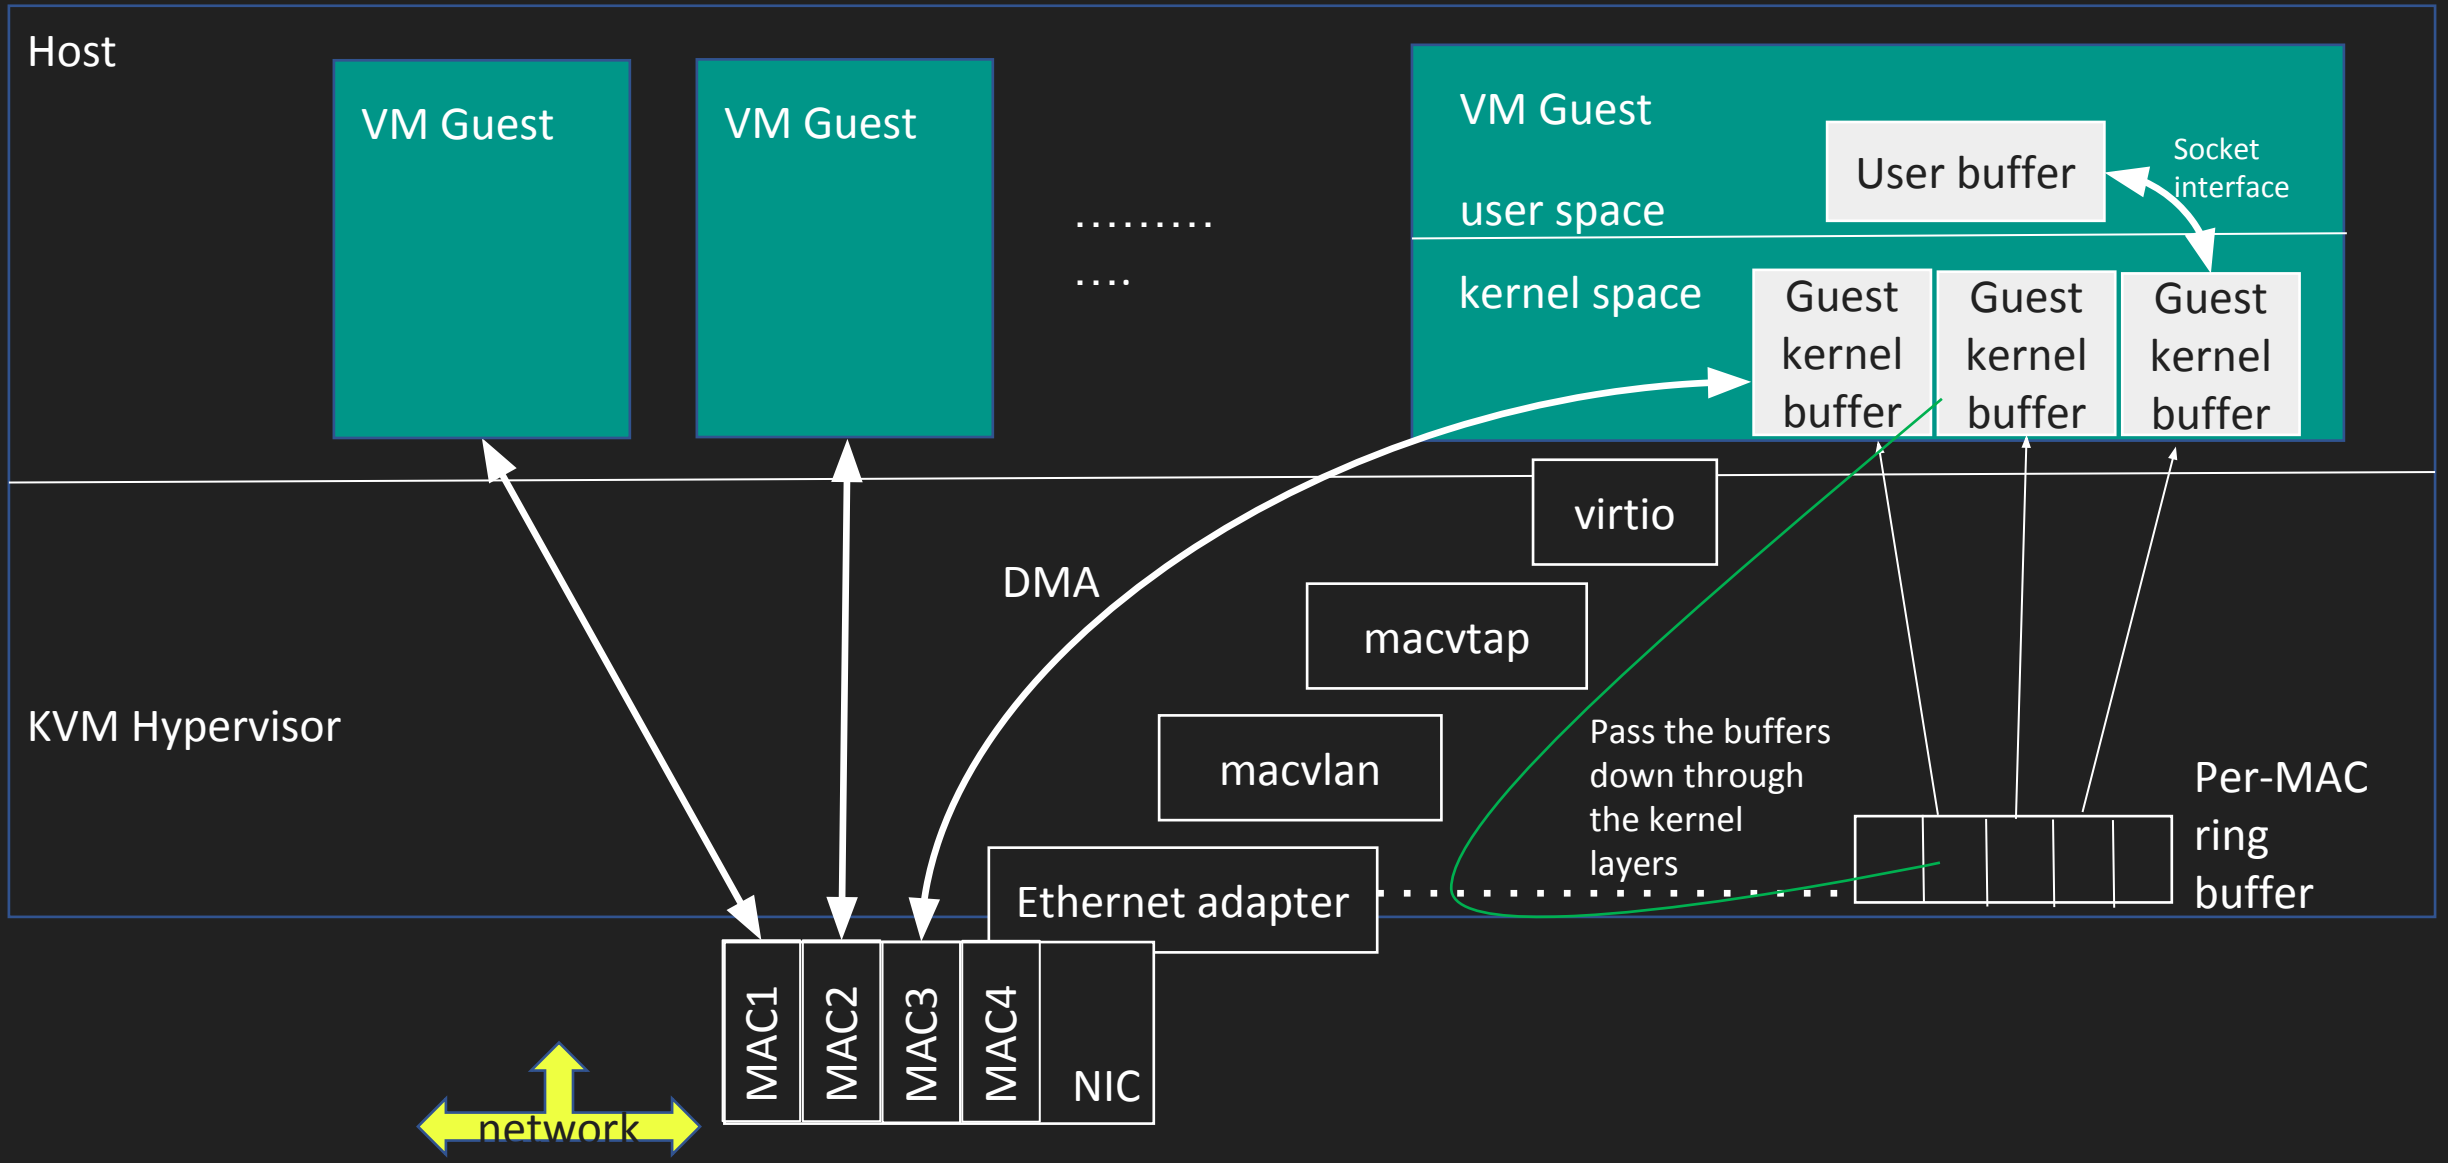 Host
VM Guest
VM Guest
.........
....
VM Guest
user space
kernel space
User buffer
Socket
interface
Guest
kernel
buffer
Guest
kernel
buffer
Guest
kernel
buffer
virtio
DMA
macvtap
KVM Hypervisor
macvlan
Pass the buffers
down through
the kernel
layers
Per-MAC
ring
buffer
Ethernet adapter
MAC1
MAC2
MAC3
MAC4
NIC
network